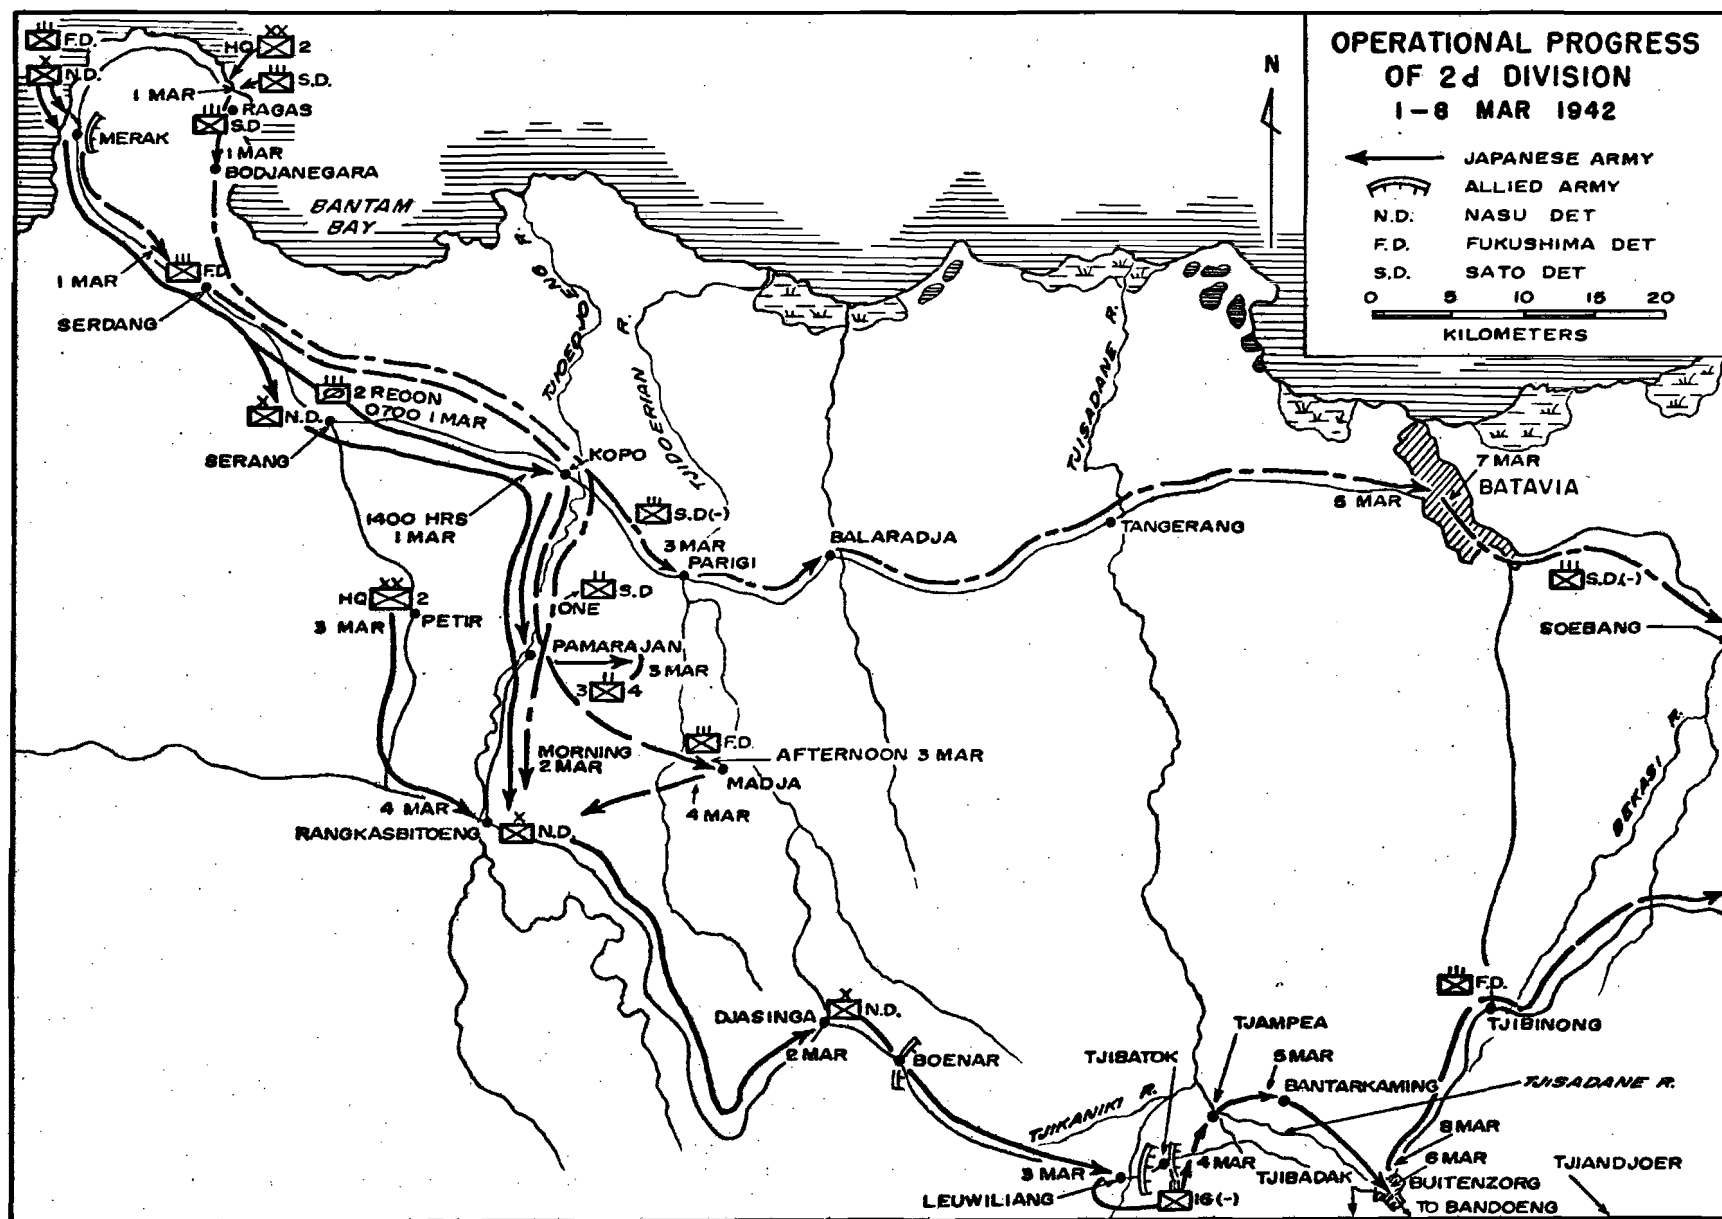 OPERATIONAL PROGRESS
OF 2d DIVISION
1-8 MAR 1942
JAPANESE ARMY
ALLIED ARMY
N.D. NASU DET
F.D. FUKUSHIMA DET
S.D. SATO DET
0 5 10 15 20
KILOMETERS
N
F.D.
HQ XX 2
X N.D.
S.D.
1 MAR
RAGAS
S.D
MERAK
1 MAR
BODJANEGARA
BANTAM
BAY
1 MAR
F.D
SERDANG
TJIOEDJOENG R.
TJIDOERIAN R.
TJISADANE R.
2 RECON
0700 1 MAR
X N.D.
SERANG
KOPO
7 MAR
BATAVIA
6 MAR
1400 HRS
1 MAR
S.D(-)
3 MAR
PARIGI
BALARADJA
TANGERANG
S.D.(-)
SOEBANG
HQ XX 2
3 MAR
PETIR
ONE
S.D
PAMARAJAN
3 MAR
3 4
F.D.
AFTERNOON 3 MAR
MORNING
2 MAR
MADJA
4 MAR
4 MAR
RANGKASBITOENG
X N.D.
BEKASI R.
DJASINGA
X N.D.
2 MAR
BOENAR
F.D.
TJIBINONG
TJAMPEA
TJIBATOK
5 MAR
BANTARKAMING
TJISADANE R.
TJIKANIKI R.
8 MAR
6 MAR
3 MAR
4 MAR
LEUWILIANG
16(-)
TJIBADAK
BUITENZORG
TO BANDOENG
TJIANDJOER